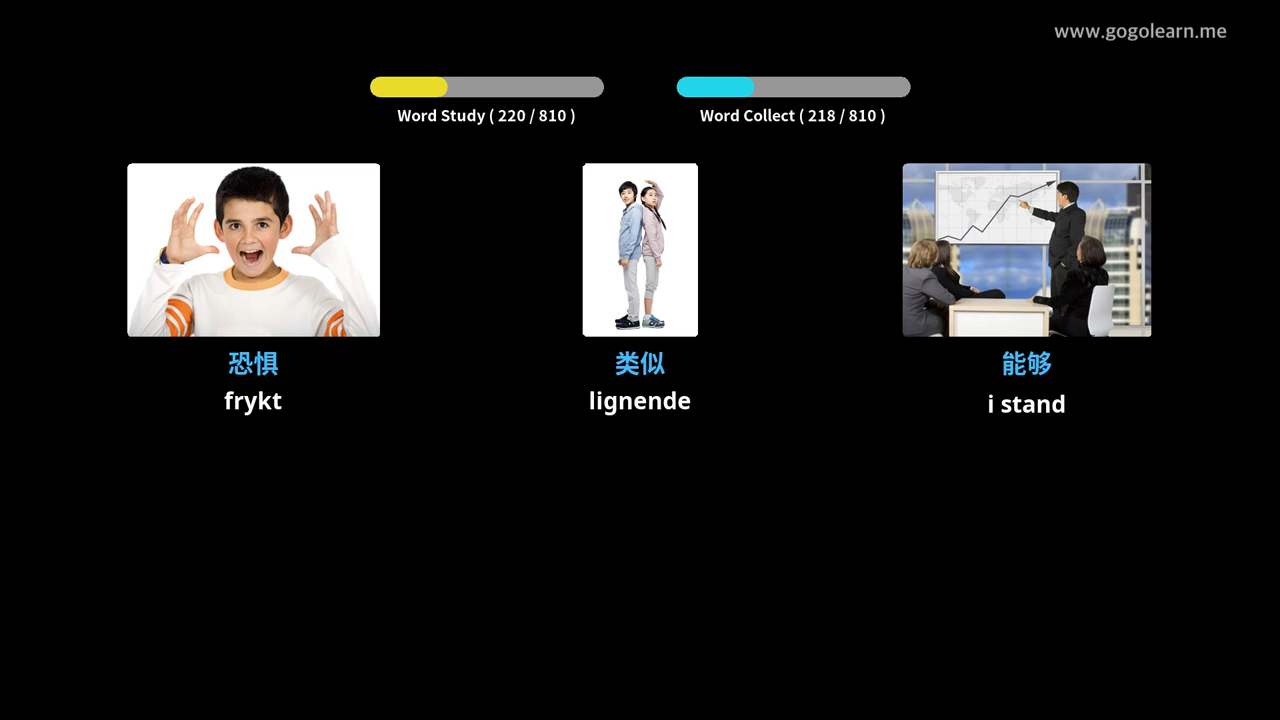 www.gogolearn.me
Word Study ( 220 / 810 )
Word Collect ( 218 / 810 )
恐惧
frykt
类似
lignende
能够
i stand